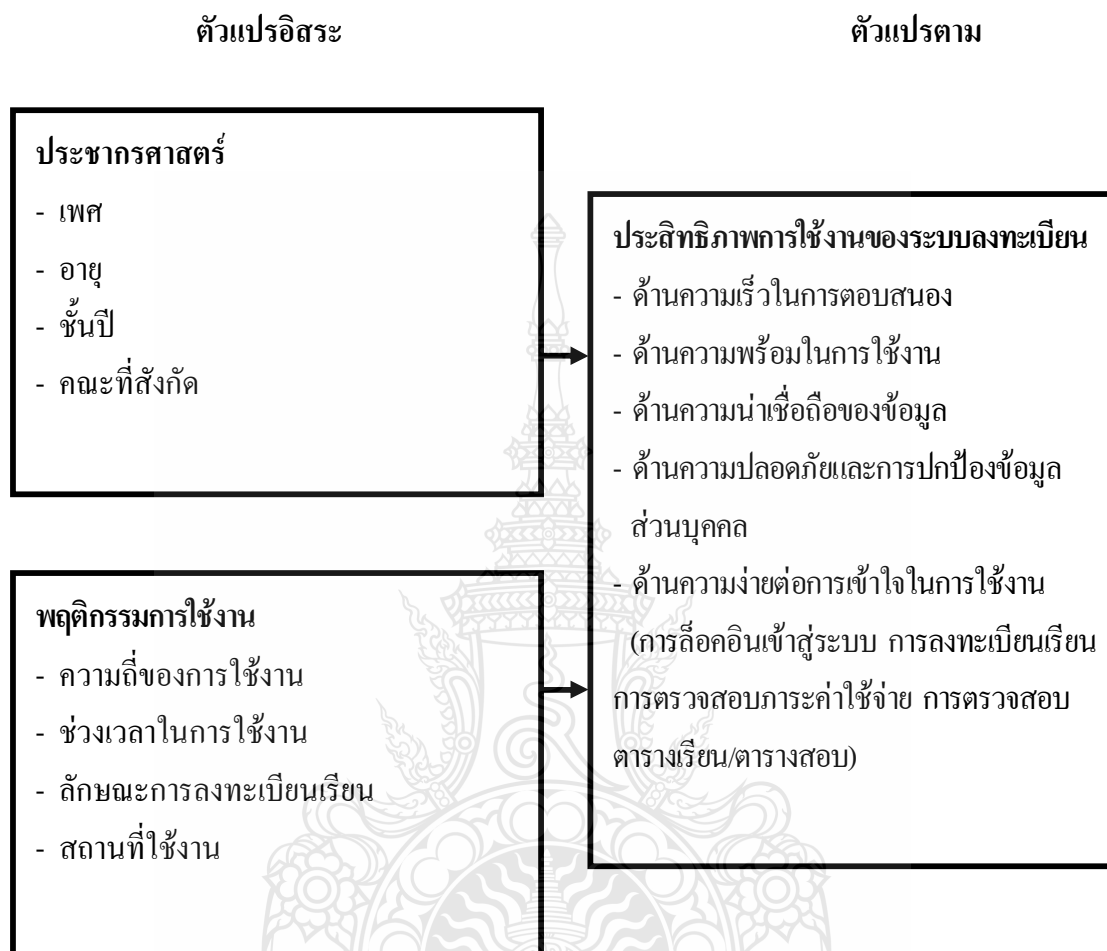 ตัวแปรอิสระ
ตัวแปรตาม
ประชากรศาสตร์
- เพศ
- อายุ
- ชั้นปี
- คณะที่สังกัด
พฤติกรรมการใช้งาน
- ความถี่ของการใช้งาน
- ช่วงเวลาในการใช้งาน
- ลักษณะการลงทะเบียนเรียน
- สถานที่ใช้งาน
ประสิทธิภาพการใช้งานของระบบลงทะเบียน
- ด้านความเร็วในการตอบสนอง
- ด้านความพร้อมในการใช้งาน
- ด้านความน่าเชื่อถือของข้อมูล
- ด้านความปลอดภัยและการปกป้องข้อมูล
ส่วนบุคคล
- ด้านความง่ายต่อการเข้าใจในการใช้งาน
(การล็อคอินเข้าสู่ระบบ การลงทะเบียนเรียน
การตรวจสอบภาระค่าใช้จ่าย การตรวจสอบ
ตารางเรียน/ตารางสอบ)